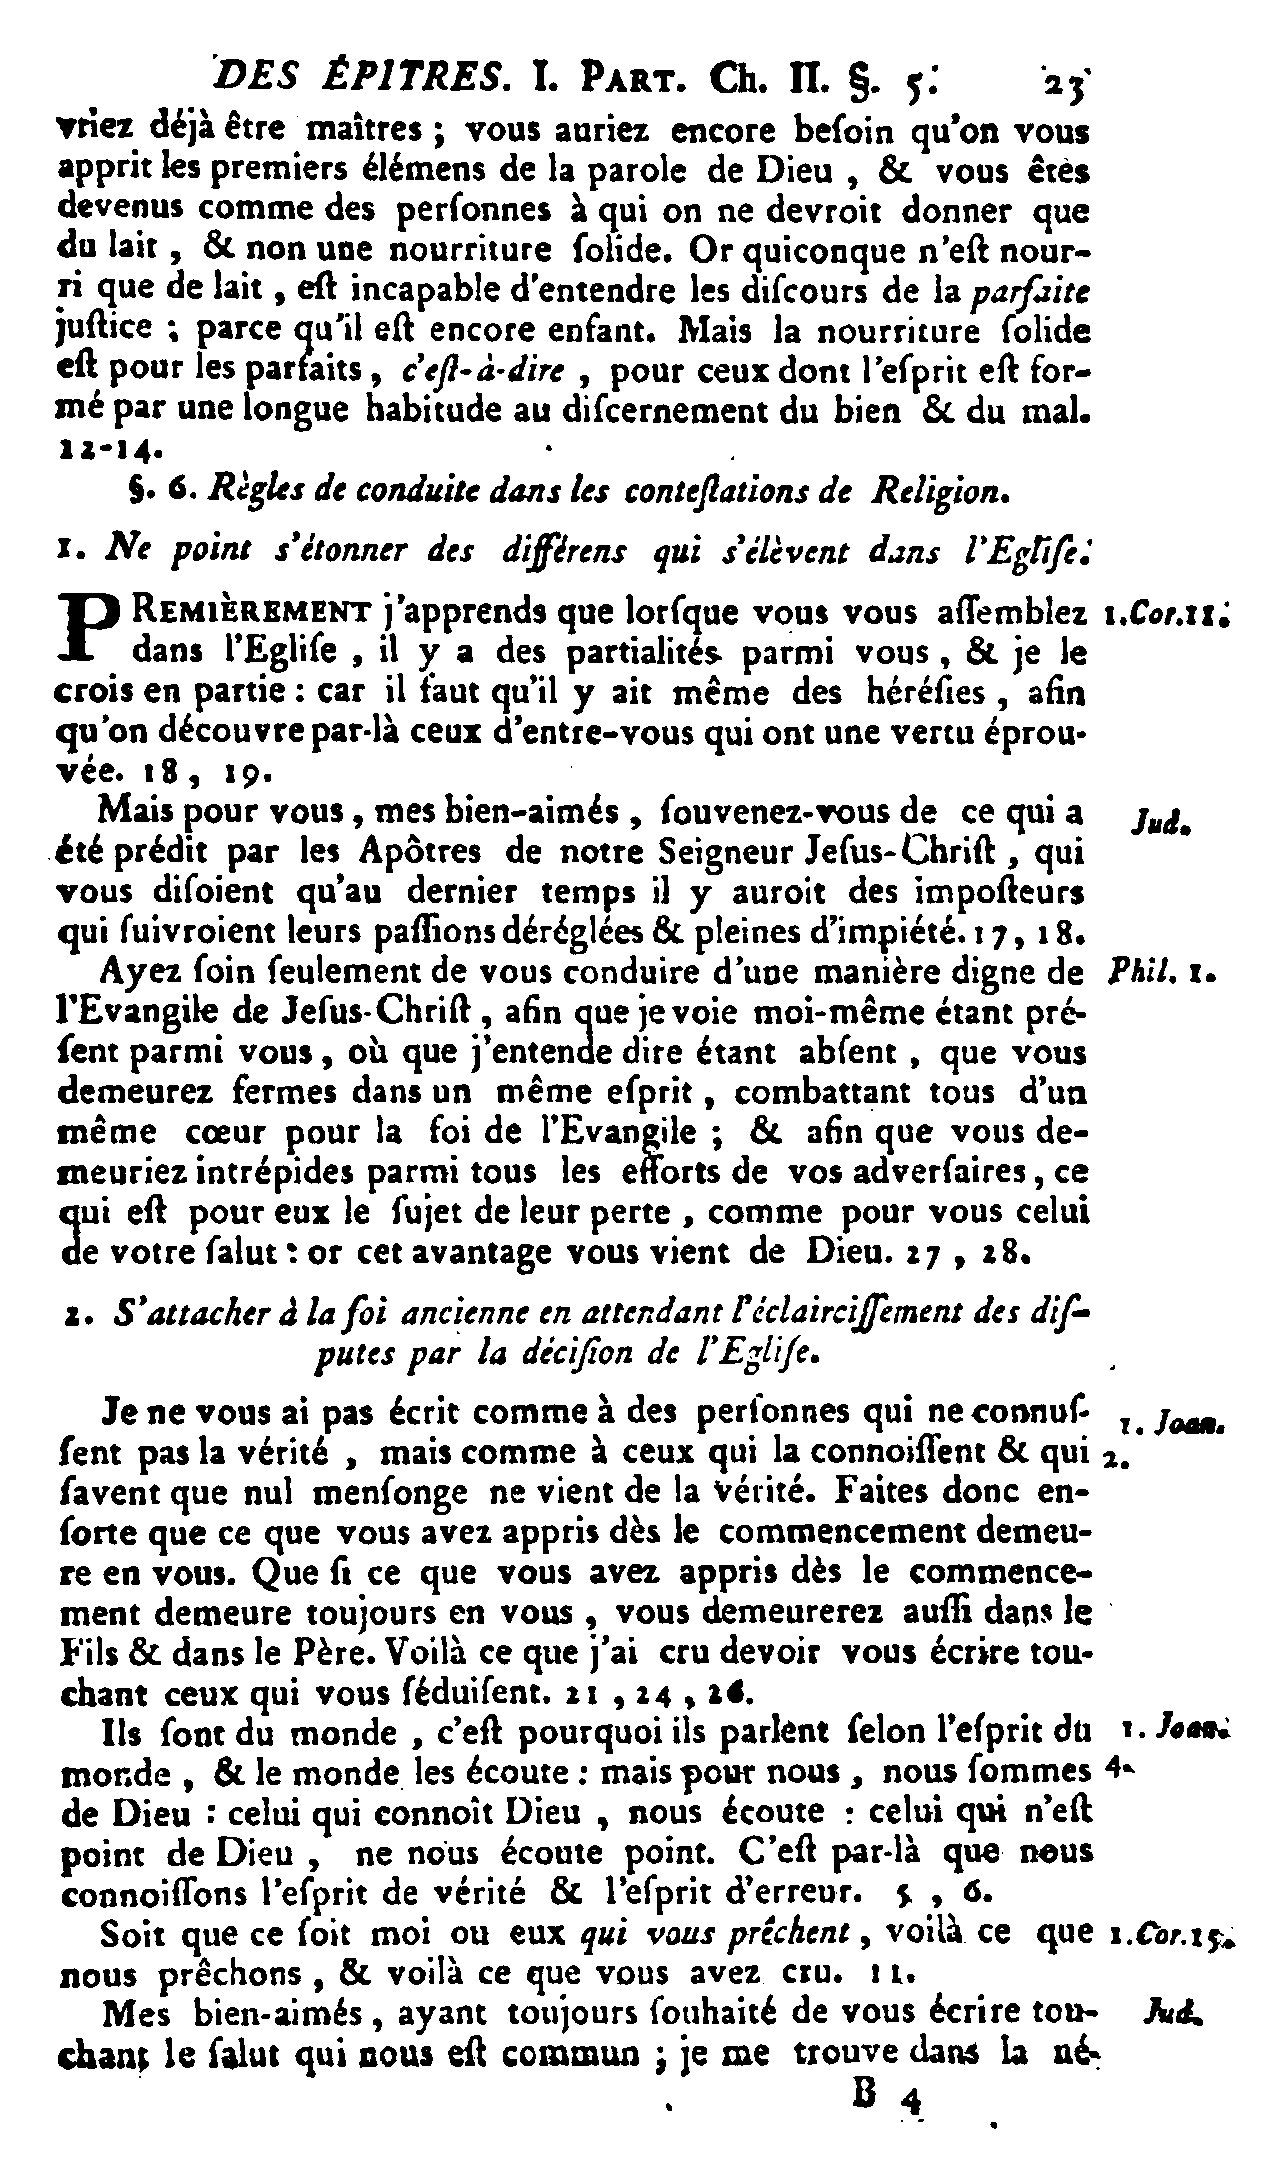 DES ÉPITRES. I. PART. Ch. II. §. 5. 23
vriez déjà être maîtres ; vous auriez encore beſoin qu'on vous
apprit les premiers élémens de la parole de Dieu , & vous êtes
devenus comme des perſonnes à qui on ne devroit donner que
du lait , & non une nourriture ſolide. Or quiconque n'eſt nour-
ri que de lait , eſt incapable d'entendre les diſcours de la parfaite
juſtice ; parce qu'il eſt encore enfant. Mais la nourriture ſolide
eſt pour les parfaits , c'eſt-à-dire , pour ceux dont l'eſprit eſt for-
mé par une longue habitude au diſcernement du bien & du mal.
12-14.
§. 6. Règles de conduite dans les conteſtations de Religion.
1. Ne point s'étonner des différens qui s'élèvent dans l'Egliſe.
PREMIÈREMENT j'apprends que lorſque vous vous aſſemblez 1.Cor.11.
dans l'Egliſe , il y a des partialités parmi vous , & je le
crois en partie : car il faut qu'il y ait même des héréſies , afin
qu'on découvre par-là ceux d'entre-vous qui ont une vertu éprou-
vée. 18 , 19.
Mais pour vous , mes bien-aimés , ſouvenez-vous de ce qui a Jud.
été prédit par les Apôtres de notre Seigneur Jeſus-Chriſt , qui
vous diſoient qu'au dernier temps il y auroit des impoſteurs
qui ſuivroient leurs paſſions déréglées & pleines d'impiété. 17 , 18.
Ayez ſoin ſeulement de vous conduire d'une manière digne de Phil. 1.
l'Evangile de Jeſus-Chriſt , afin que je voie moi-même étant pré-
ſent parmi vous , où que j'entende dire étant abſent , que vous
demeurez fermes dans un même eſprit , combattant tous d'un
même cœur pour la foi de l'Evangile ; & afin que vous de-
meuriez intrépides parmi tous les efforts de vos adverſaires , ce
qui eſt pour eux le ſujet de leur perte , comme pour vous celui
de votre ſalut : or cet avantage vous vient de Dieu. 27 , 28.
2. S'attacher à la foi ancienne en attendant l'éclairciſſement des diſ-
putes par la déciſion de l'Egliſe.
Je ne vous ai pas écrit comme à des perſonnes qui ne connuſ- 1. Joan.
ſent pas la vérité , mais comme à ceux qui la connoiſſent & qui 2.
ſavent que nul menſonge ne vient de la vérité. Faites donc en-
ſorte que ce que vous avez appris dès le commencement demeu-
re en vous. Que ſi ce que vous avez appris dès le commence-
ment demeure toujours en vous , vous demeurerez auſſi dans le
Fils & dans le Père. Voilà ce que j'ai cru devoir vous écrire tou-
chant ceux qui vous ſéduiſent. 21 , 24 , 26.
Ils ſont du monde , c'eſt pourquoi ils parlent ſelon l'eſprit du 1. Joan.
monde , & le monde les écoute : mais pour nous , nous ſommes 4.
de Dieu : celui qui connoît Dieu , nous écoute : celui qui n'eſt
point de Dieu , ne nous écoute point. C'eſt par-là que nous
connoiſſons l'eſprit de vérité & l'eſprit d'erreur. 5 , 6.
Soit que ce ſoit moi ou eux qui vous prêchent , voilà ce que 1.Cor.15.
nous prêchons , & voilà ce que vous avez cru. 11.
Mes bien-aimés , ayant toujours ſouhaité de vous écrire tou- Jud.
chant le ſalut qui nous eſt commun ; je me trouve dans la né-
B 4